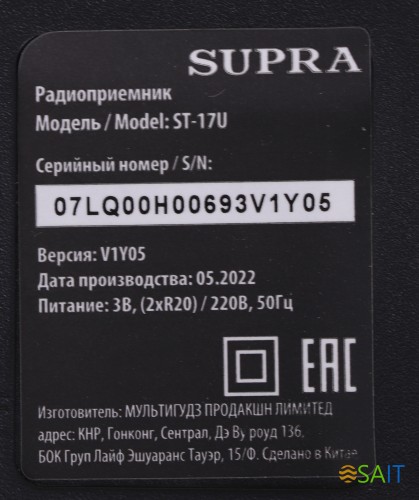 SUPRA
Радиоприемник
Модель / Model: ST-17U
Серийный номер / S/N:
07LQ00H00693V1Y05
Версия: V1Y05
Дата производства: 05.2022
Питание: 3В, (2xR20) / 220В, 50Гц
EAC
Изготовитель: МУЛЬТИГУДЗ ПРОДАКШН ЛИМИТЕД
адрес: КНР, Гонконг, Сентрал, Дэ Ву роуд 136,
БОК Груп Лайф Эшуаранс Тауэр, 15/Ф. Сделано в Китае
SAIT